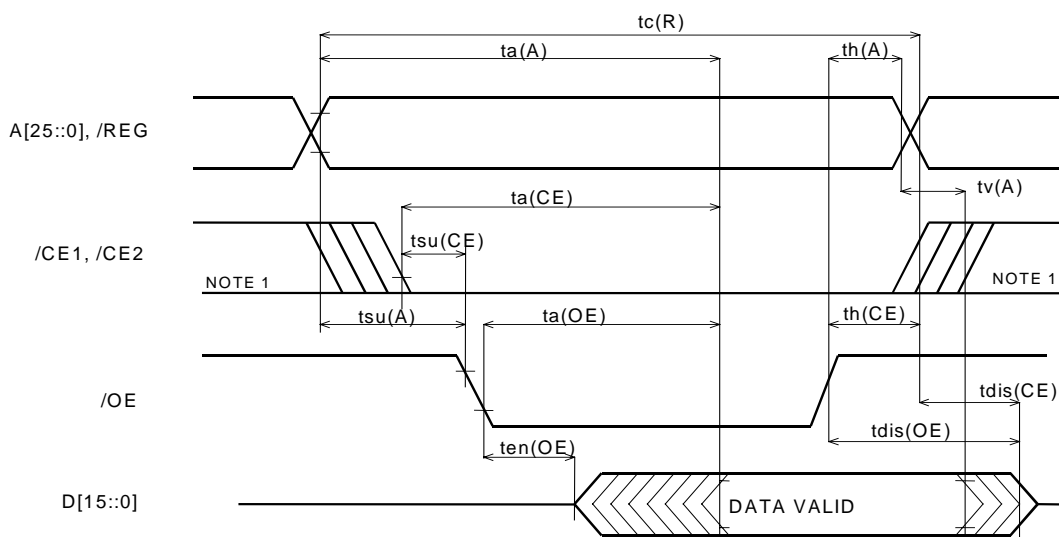 tc(R)
ta(A) th(A)
A[25::0], /REG
tv(A)
ta(CE)
tsu(CE)
/CE1, /CE2
NOTE 1 NOTE 1
tsu(A) ta(OE) th(CE)
/OE
tdis(CE)
tdis(OE)
ten(OE)
D[15::0] DATA VALID